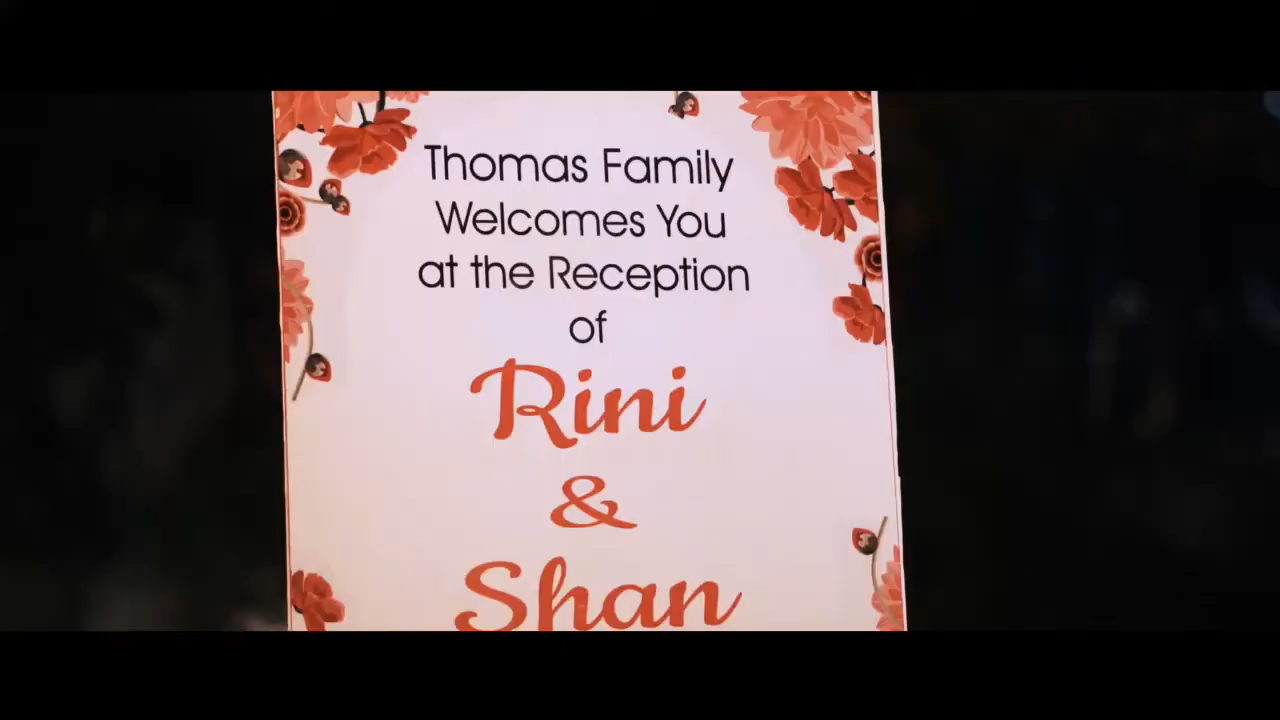 Thomas Family
Welcomes You
at the Reception
of
Rini
&
Shan